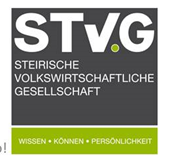 STV.G
STEIRISCHE
VOLKSWIRTSCHAFTLICHE
GESELLSCHAFT
WISSEN • KÖNNEN • PERSÖNLICHKEIT